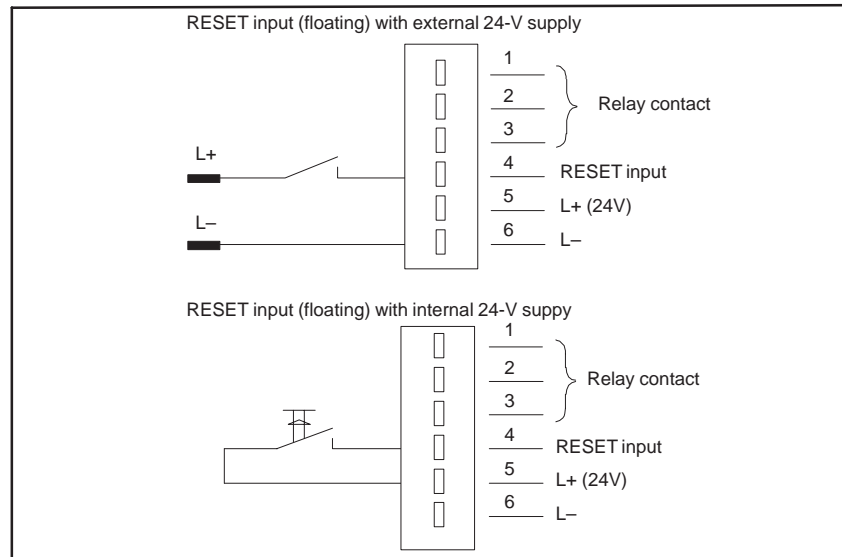 RESET input (floating) with external 24-V supply
1
2
Relay contact
3
L+
4
RESET input
5
L+ (24V)
L–
6
L–
RESET input (floating) with internal 24-V suppy
1
2
Relay contact
3
4
RESET input
5
L+ (24V)
6
L–